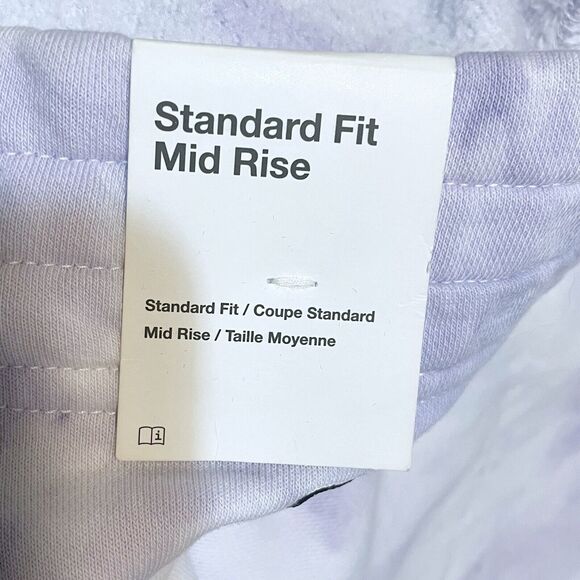 Standard Fit
Mid Rise
Standard Fit / Coupe Standard
Mid Rise / Taille Moyenne
i